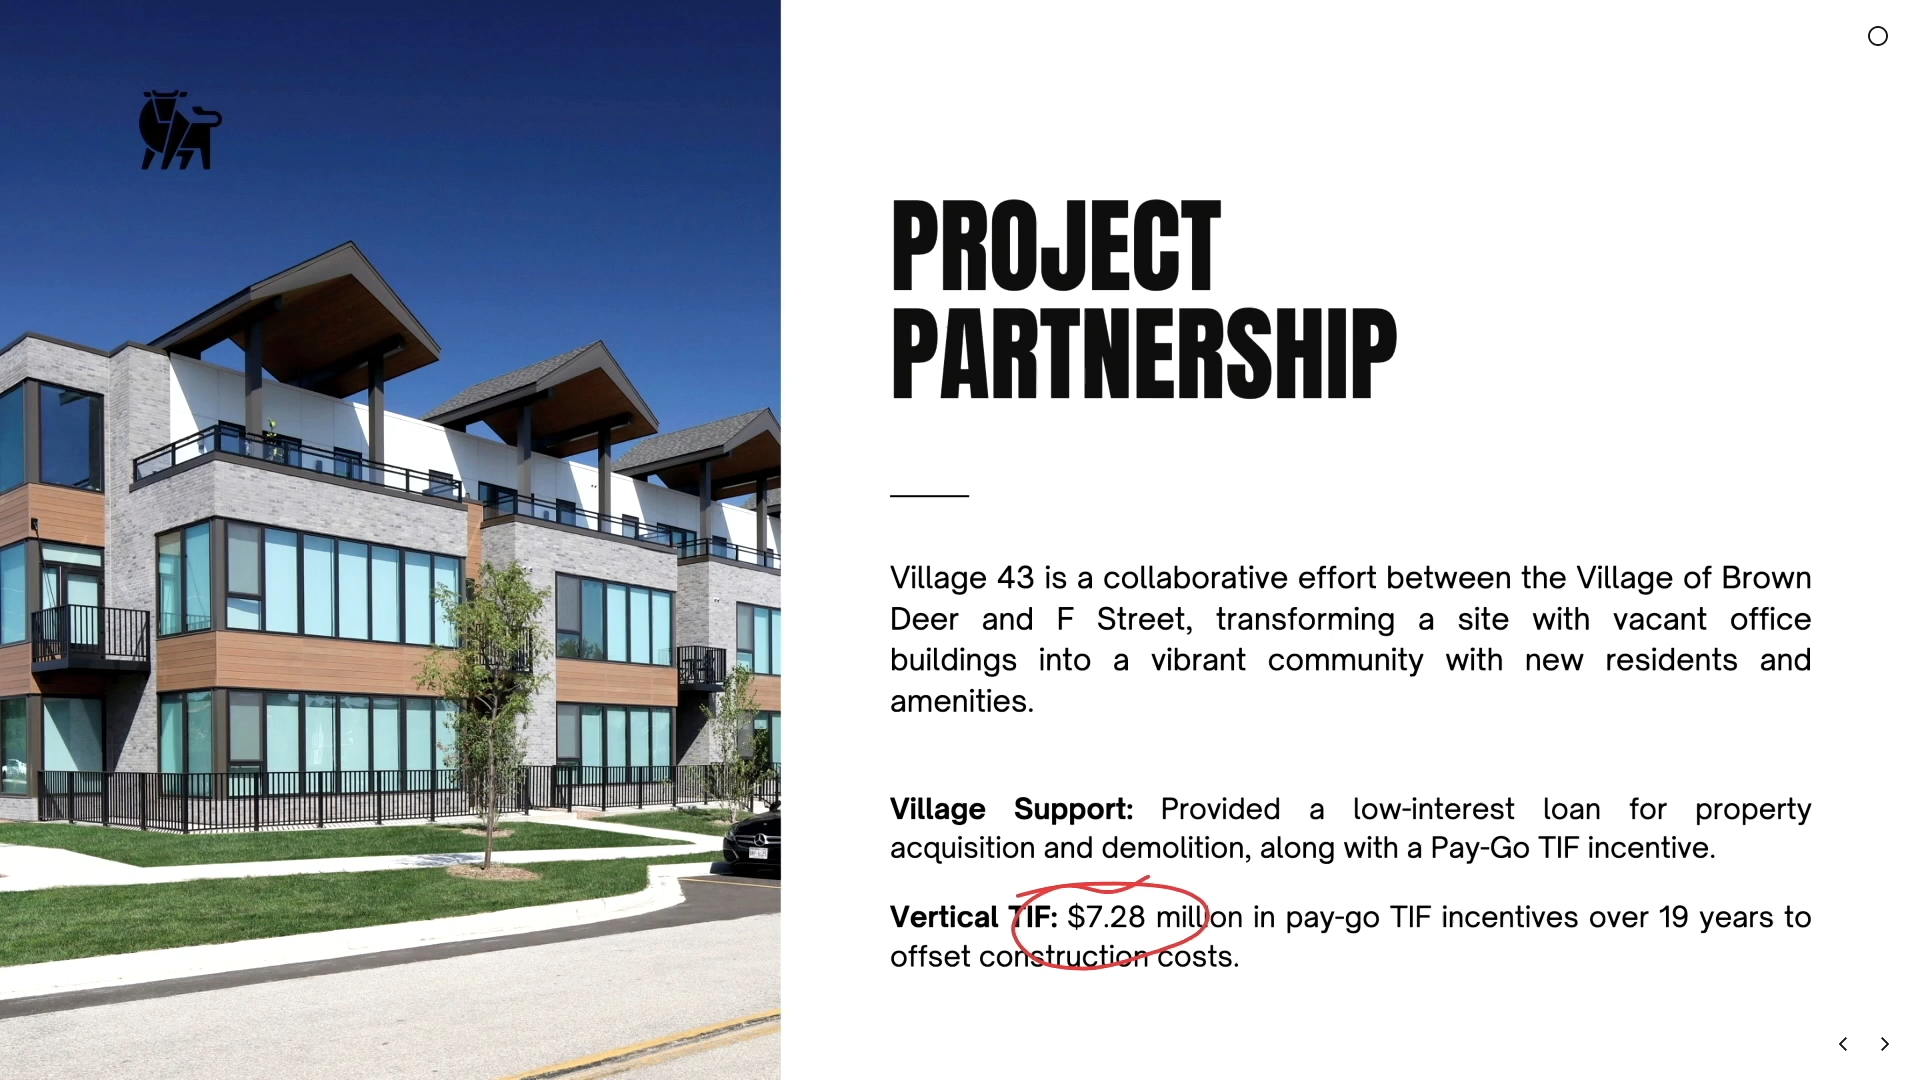 PROJECT
PARTNERSHIP
Village 43 is a collaborative effort between the Village of Brown
Deer and F Street, transforming a site with vacant office
buildings into a vibrant community with new residents and
amenities.
Village Support: Provided a low-interest loan for property
acquisition and demolition, along with a Pay-Go TIF incentive.
Vertical TIF: $7.28 million in pay-go TIF incentives over 19 years to
offset construction costs.